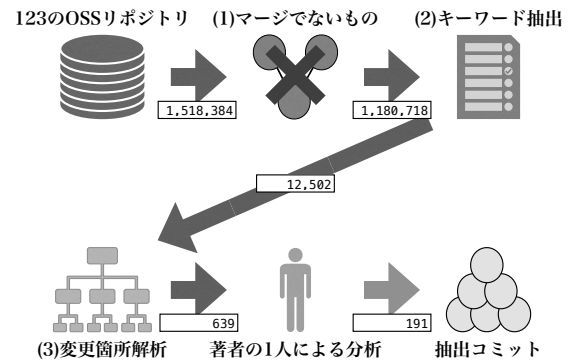 123のOSSリポジトリ
(1)マージでないもの
(2)キーワード抽出
1,518,384
1,180,718
12,502
639
191
(3)変更箇所解析
著者の1人による分析
抽出コミット